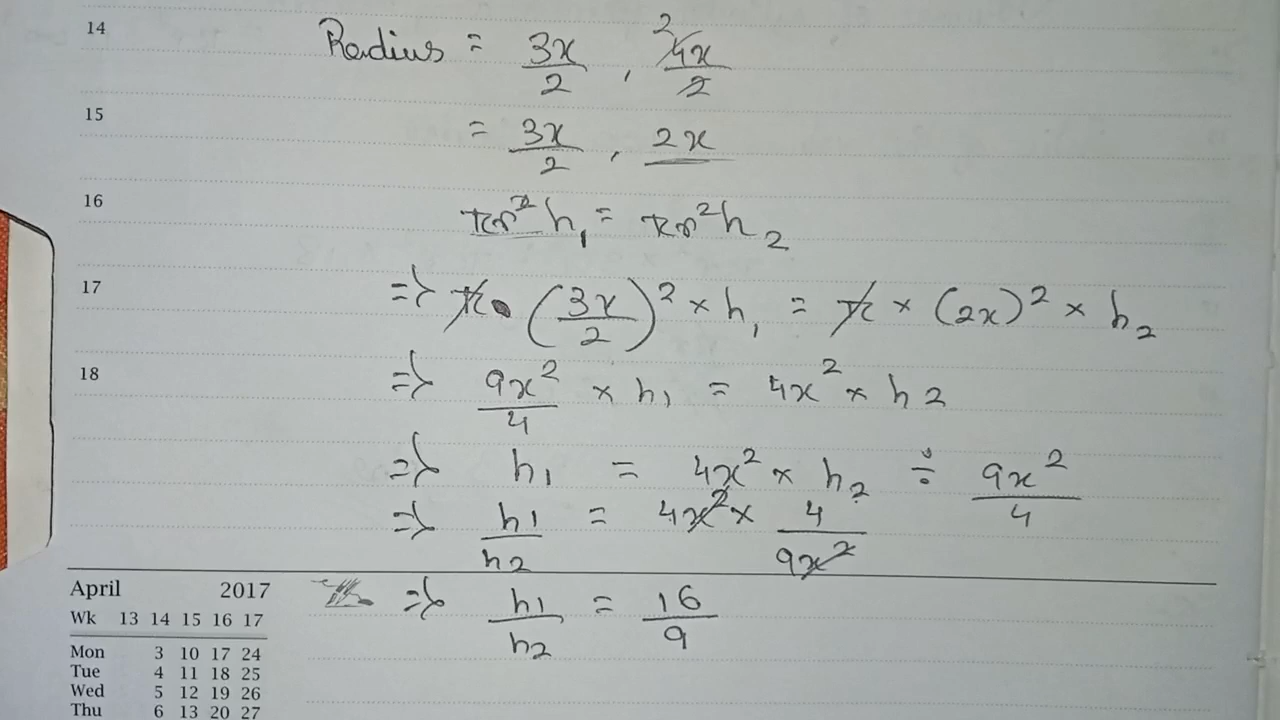 14
Radius = 3x/2 , 4x/2 2
15
= 3x/2 , 2x
16
πr²h₁ = πr²h₂
17
=> π (3x/2)² × h₁ = π × (2x)² × h₂
18
=> 9x²/4 × h₁ = 4x² × h2
=> h₁ = 4x² × h₂ ÷ 9x²/4
=> h1/h2 = 4x² × 4/9x²
April 2017
=> h1/h2 = 16/9
Wk 13 14 15 16 17
Mon 3 10 17 24
Tue 4 11 18 25
Wed 5 12 19 26
Thu 6 13 20 27